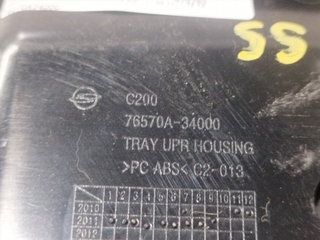 SS
C200
76570A-34000
TRAY UPR HOUSING
>PC ABS< C2-013
1 2 3 4 5 6 7 8 9 10 11 12
2010
2011
2012